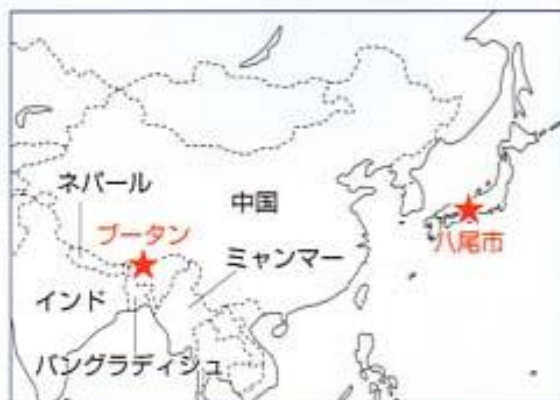 ネパール
中国
ブータン
八尾市
ミャンマー
インド
バングラディシュ